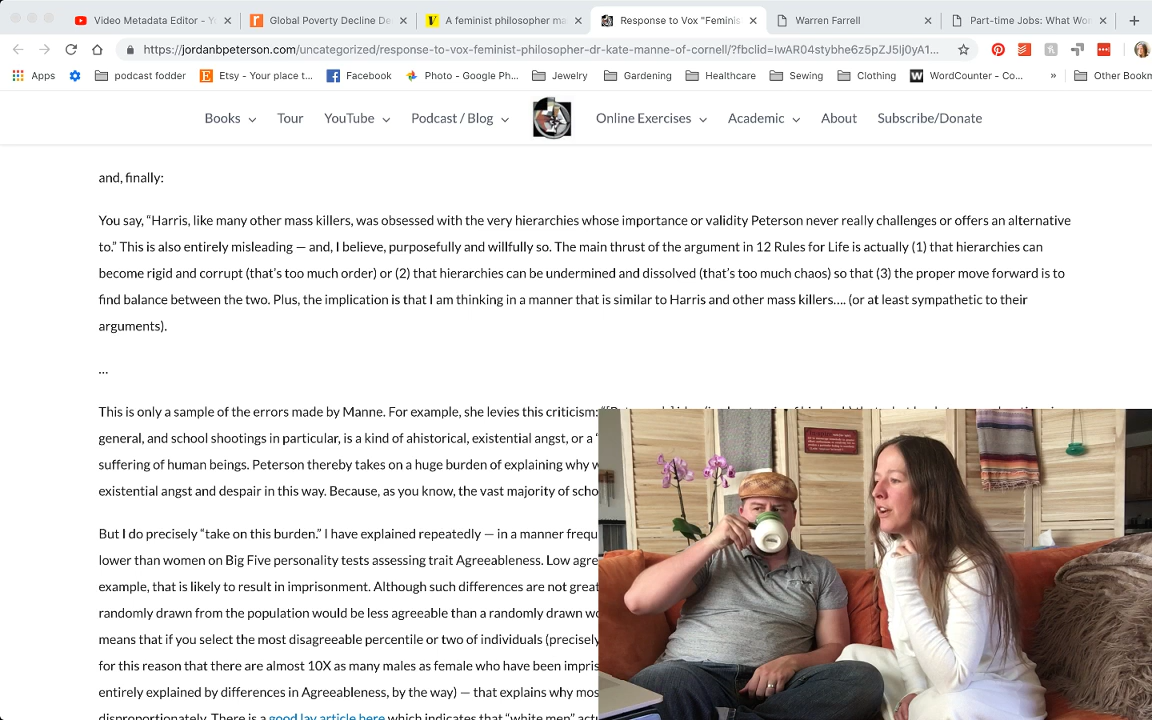 Video Metadata Editor - Y
Global Poverty Decline De
A feminist philosopher ma
Response to Vox "Feminis
Warren Farrell
Part-time Jobs: What Wo
https://jordanbpeterson.com/uncategorized/response-to-vox-feminist-philosopher-dr-kate-manne-of-cornell/?fbclid=IwAR04stybhe6z5pZJ5Ij0yA1...
Apps
podcast fodder
Etsy - Your place t...
Facebook
Photo - Google Ph...
Jewelry
Gardening
Healthcare
Sewing
Clothing
WordCounter - Co...
»
Other Bookm
Books
Tour
YouTube
Podcast / Blog
Online Exercises
Academic
About
Subscribe/Donate
and, finally:
You say, “Harris, like many other mass killers, was obsessed with the very hierarchies whose importance or validity Peterson never really challenges or offers an alternative
to.” This is also entirely misleading — and, I believe, purposefully and willfully so. The main thrust of the argument in 12 Rules for Life is actually (1) that hierarchies can
become rigid and corrupt (that’s too much order) or (2) that hierarchies can be undermined and dissolved (that’s too much chaos) so that (3) the proper move forward is to
find balance between the two. Plus, the implication is that I am thinking in a manner that is similar to Harris and other mass killers…. (or at least sympathetic to their
arguments).
…
This is only a sample of the errors made by Manne. For example, she levies this criticism:
general, and school shootings in particular, is a kind of ahistorical, existential angst, or a
suffering of human beings. Peterson thereby takes on a huge burden of explaining why
existential angst and despair in this way. Because, as you know, the vast majority of scho
But I do precisely “take on this burden.” I have explained repeatedly — in a manner frequ
lower than women on Big Five personality tests assessing trait Agreeableness. Low agre
example, that is likely to result in imprisonment. Although such differences are not great
randomly drawn from the population would be less agreeable than a randomly drawn wo
means that if you select the most disagreeable percentile or two of individuals (precisely
for this reason that there are almost 10X as many males as female who have been impris
entirely explained by differences in Agreeableness, by the way) — that explains why mos
disproportionately. There is a good lay article here which indicates that “white men” actu